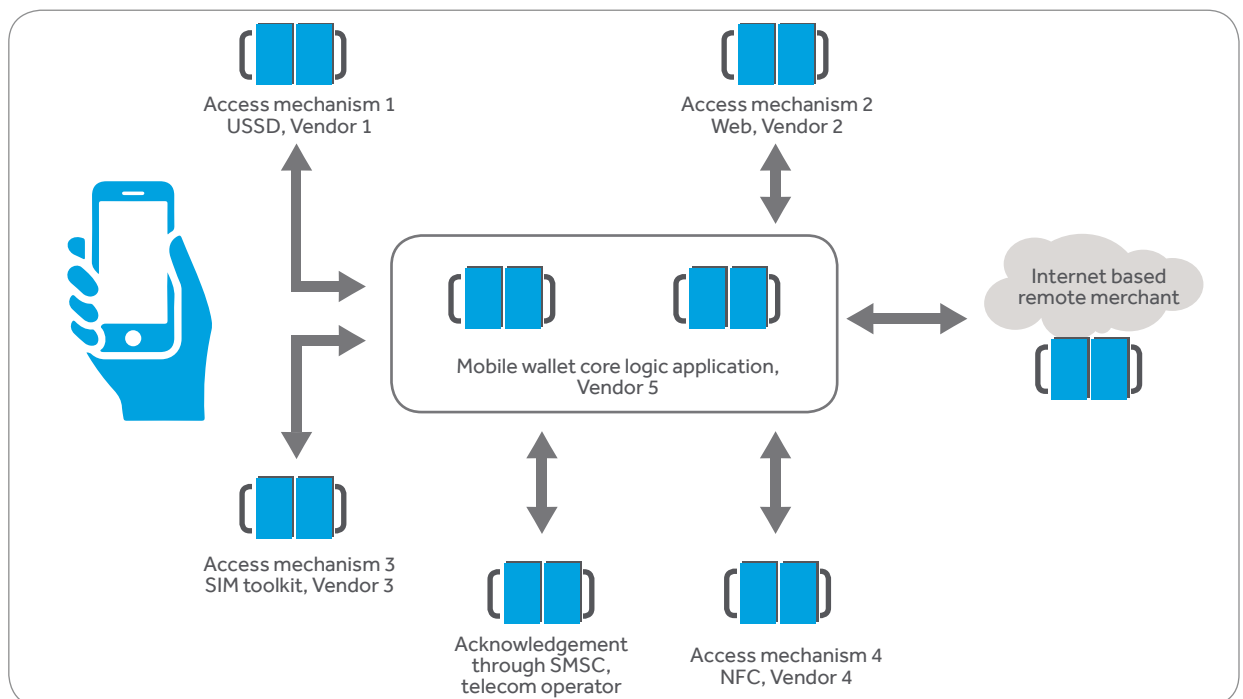 Access mechanism 1
USSD, Vendor 1
Access mechanism 2
Web, Vendor 2
Internet based
remote merchant
Mobile wallet core logic application,
Vendor 5
Access mechanism 3
SIM toolkit, Vendor 3
Acknowledgement
through SMSC,
telecom operator
Access mechanism 4
NFC, Vendor 4